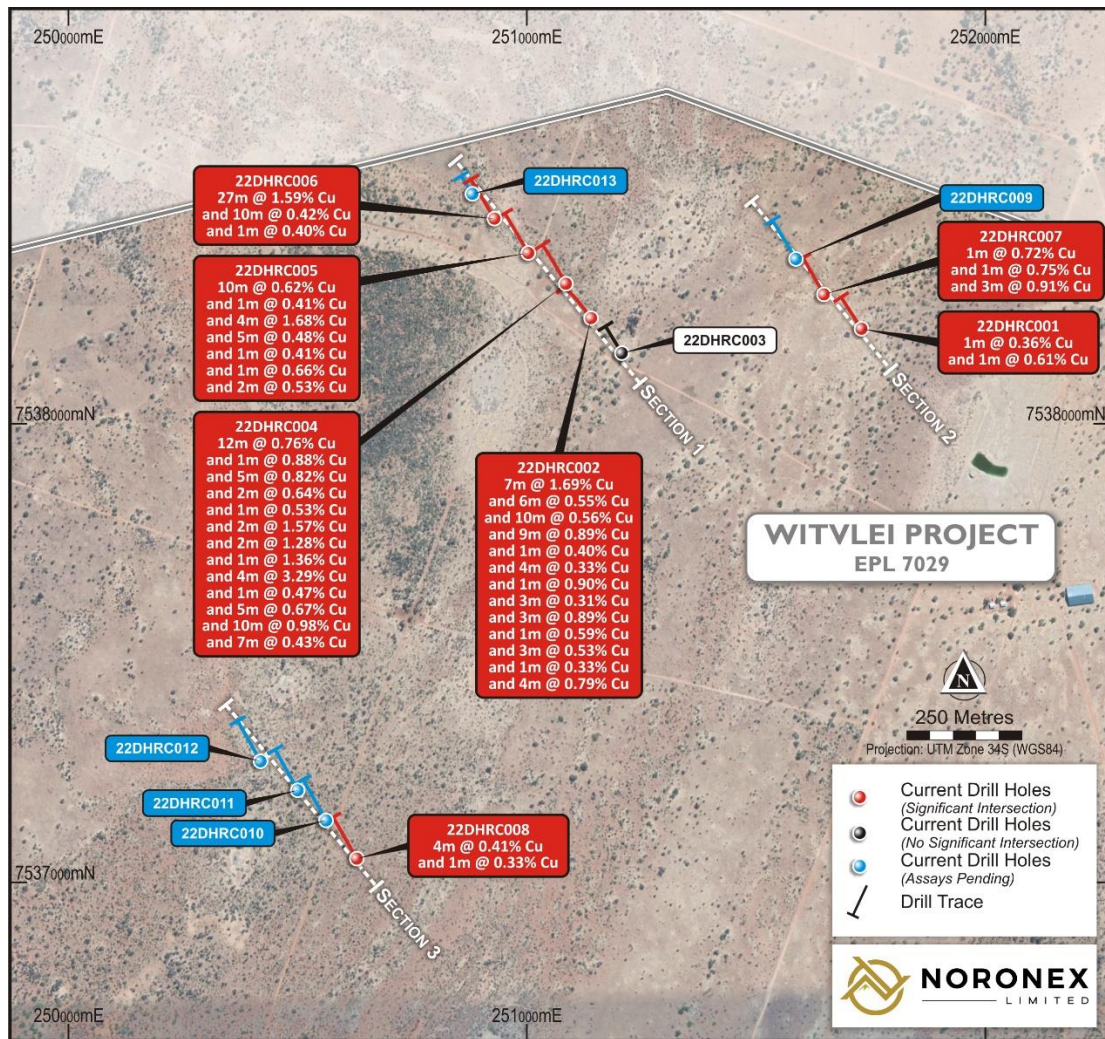 250000mE
251000mE
252000mE
22DHRC006
27m @ 1.59% Cu
and 10m @ 0.42% Cu
and 1m @ 0.40% Cu
22DHRC013
22DHRC009
22DHRC007
1m @ 0.72% Cu
and 1m @ 0.75% Cu
and 3m @ 0.91% Cu
22DHRC005
10m @ 0.62% Cu
and 1m @ 0.41% Cu
and 4m @ 1.68% Cu
and 5m @ 0.48% Cu
and 1m @ 0.41% Cu
and 1m @ 0.66% Cu
and 2m @ 0.53% Cu
22DHRC001
1m @ 0.36% Cu
and 1m @ 0.61% Cu
22DHRC003
SECTION 1
SECTION 2
7538000mN
7538000mN
22DHRC004
12m @ 0.76% Cu
and 1m @ 0.88% Cu
and 5m @ 0.82% Cu
and 2m @ 0.64% Cu
and 1m @ 0.53% Cu
and 2m @ 1.57% Cu
and 2m @ 1.28% Cu
and 1m @ 1.36% Cu
and 4m @ 3.29% Cu
and 1m @ 0.47% Cu
and 5m @ 0.67% Cu
and 10m @ 0.98% Cu
and 7m @ 0.43% Cu
22DHRC002
7m @ 1.69% Cu
and 6m @ 0.55% Cu
and 10m @ 0.56% Cu
and 9m @ 0.89% Cu
and 1m @ 0.40% Cu
and 4m @ 0.33% Cu
and 1m @ 0.90% Cu
and 3m @ 0.31% Cu
and 3m @ 0.89% Cu
and 1m @ 0.59% Cu
and 3m @ 0.53% Cu
and 1m @ 0.33% Cu
and 4m @ 0.79% Cu
WITVLEI PROJECT
EPL 7029
N
250 Metres
Projection: UTM Zone 34S (WGS84)
22DHRC012
22DHRC011
22DHRC010
22DHRC008
4m @ 0.41% Cu
and 1m @ 0.33% Cu
SECTION 3
7537000mN
Current Drill Holes
(Significant Intersection)
Current Drill Holes
(No Significant Intersection)
Current Drill Holes
(Assays Pending)
Drill Trace
NORONEX
LIMITED
250000mE
251000mE